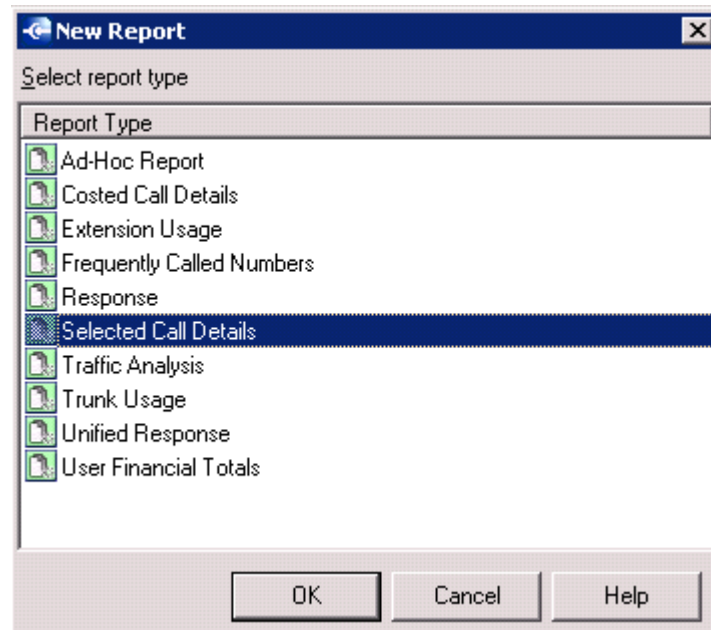 New Report
Select report type
Report Type
Ad-Hoc Report
Costed Call Details
Extension Usage
Frequently Called Numbers
Response
Selected Call Details
Traffic Analysis
Trunk Usage
Unified Response
User Financial Totals
OK Cancel Help